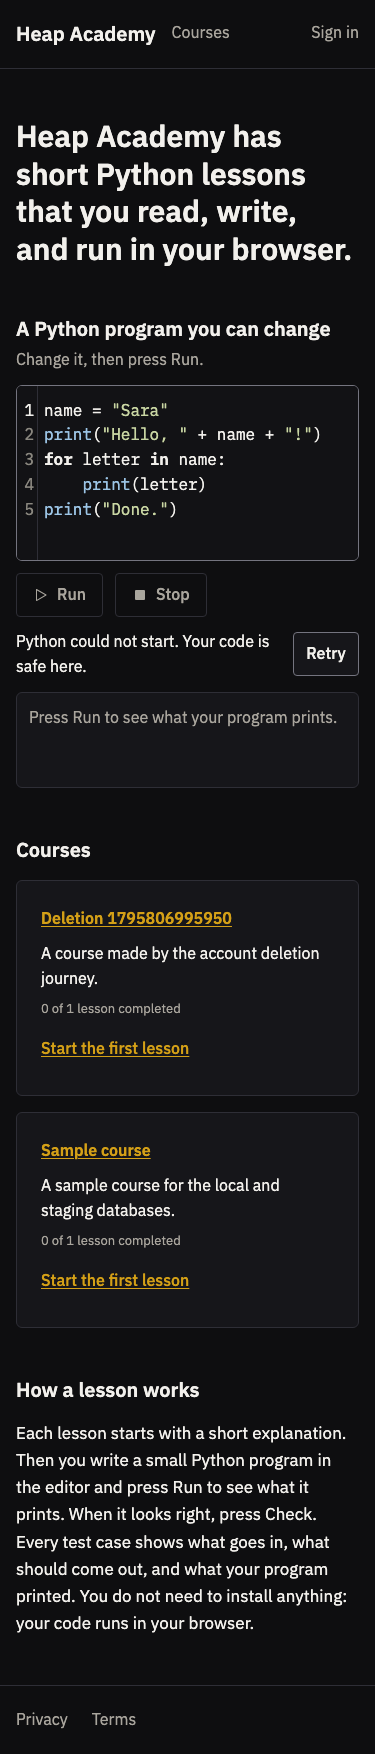 Heap Academy Courses Sign in
Heap Academy has
short Python lessons
that you read, write,
and run in your browser.
A Python program you can change
Change it, then press Run.
1 name = "Sara"
2 print("Hello, " + name + "!")
3 for letter in name:
4     print(letter)
5 print("Done.")
Run Stop
Python could not start. Your code is
safe here.
Retry
Press Run to see what your program prints.
Courses
Deletion 1795806995950
A course made by the account deletion
journey.
0 of 1 lesson completed
Start the first lesson
Sample course
A sample course for the local and
staging databases.
0 of 1 lesson completed
Start the first lesson
How a lesson works
Each lesson starts with a short explanation.
Then you write a small Python program in
the editor and press Run to see what it
prints. When it looks right, press Check.
Every test case shows what goes in, what
should come out, and what your program
printed. You do not need to install anything:
your code runs in your browser.
Privacy Terms